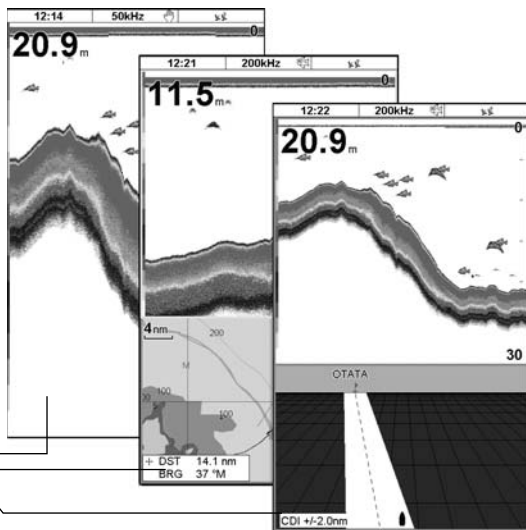 12:14 50kHz
20.9m
0
12:21 200kHz
11.5m
0
4nm
200
M
100
100
00
DST 14.1 nm
BRG 37 °M
12:22 200kHz
20.9m
0
30
OTATA
CDI +/-2.0nm